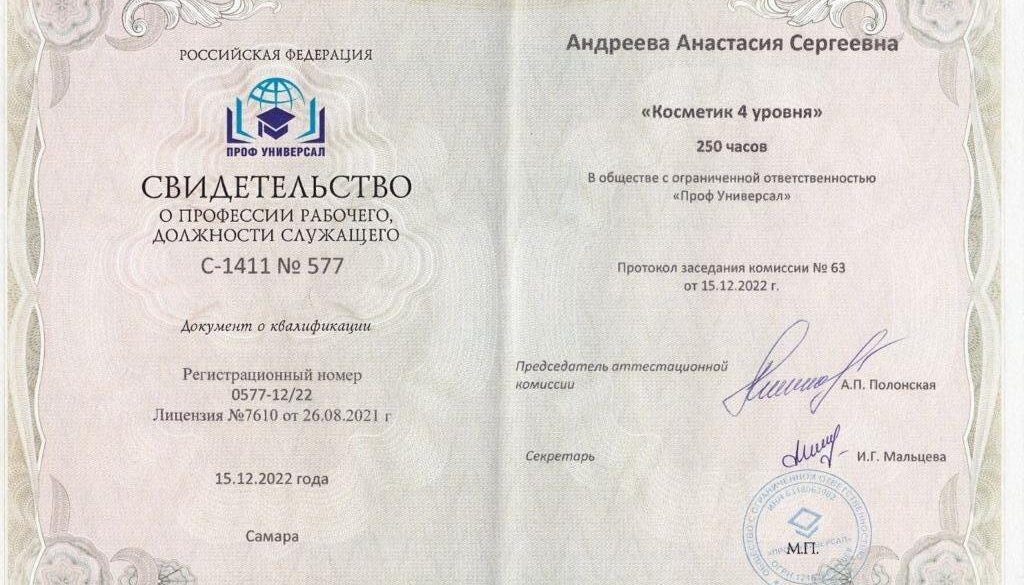 РОССИЙСКАЯ ФЕДЕРАЦИЯ
ПРОФ УНИВЕРСАЛ
СВИДЕТЕЛЬСТВО
О ПРОФЕССИИ РАБОЧЕГО,
ДОЛЖНОСТИ СЛУЖАЩЕГО
С-1411 № 577
Документ о квалификации
Регистрационный номер
0577-12/22
Лицензия №7610 от 26.08.2021 г
15.12.2022 года
Самара
Андреева Анастасия Сергеевна
«Косметик 4 уровня»
250 часов
В обществе с ограниченной ответственностью
«Проф Универсал»
Протокол заседания комиссии № 63
от 15.12.2022 г.
Председатель аттестационной
комиссии
А.П. Полонская
Секретарь
И.Г. Мальцева
ОБЩЕСТВО С ОГРАНИЧЕННОЙ ОТВЕТСТВЕННОСТЬЮ
М.П.